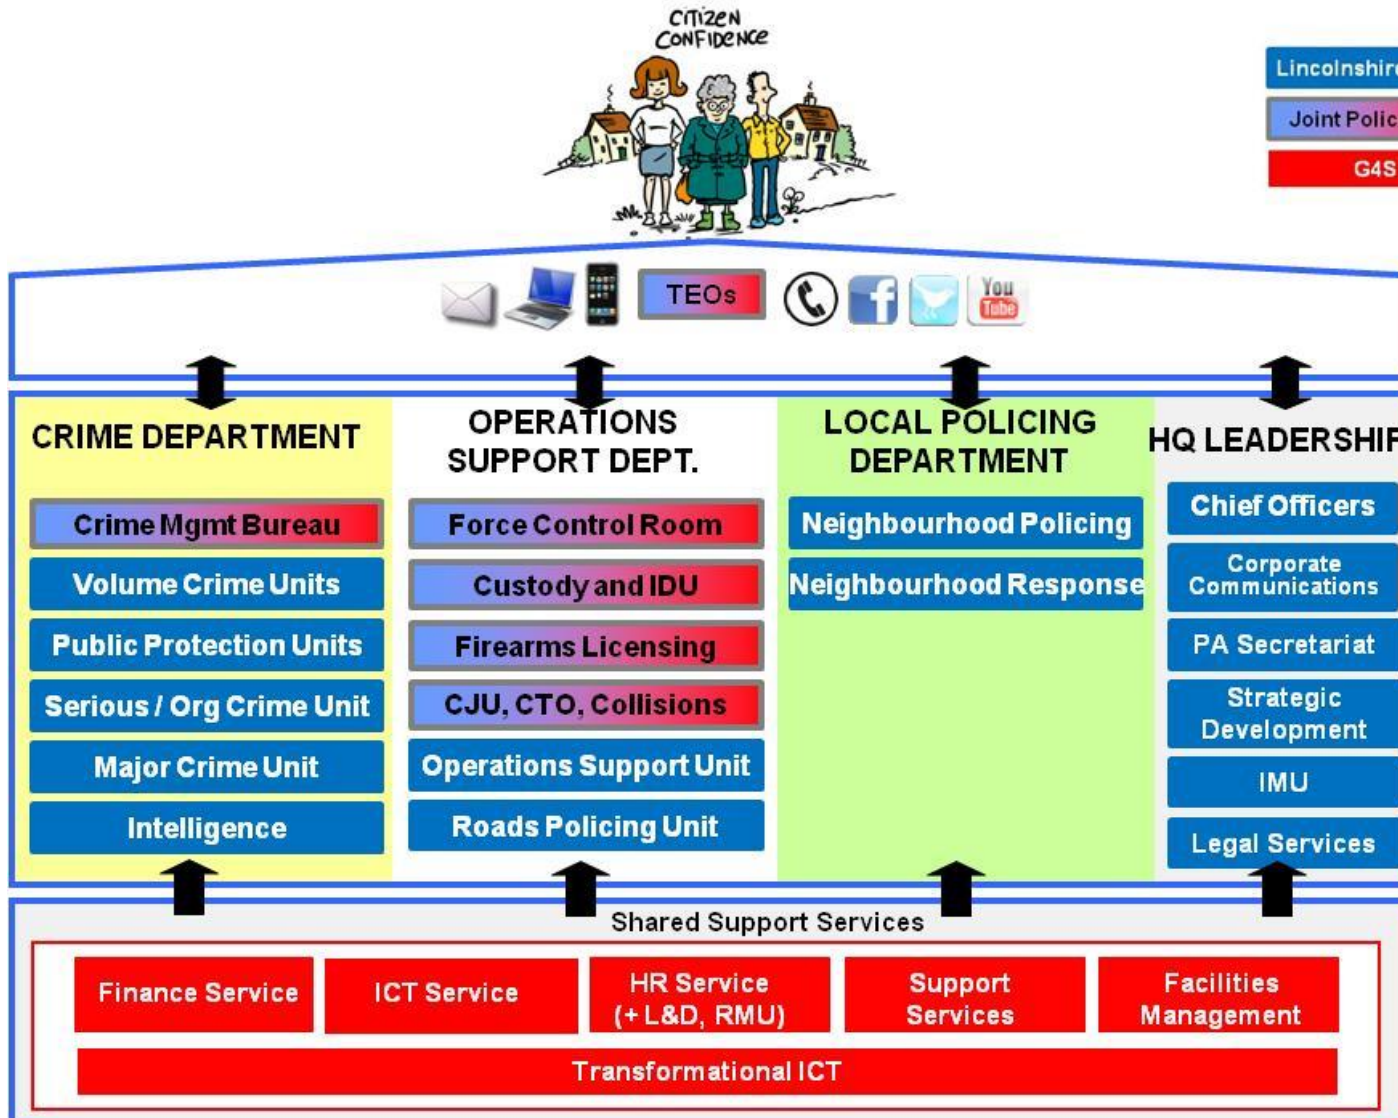 CiTiZEN
CONFIDENCE
Lincolnshire
Joint Polic
G4S
TEOs
You
Tube
CRIME DEPARTMENT
Crime Mgmt Bureau
Volume Crime Units
Public Protection Units
Serious / Org Crime Unit
Major Crime Unit
Intelligence
OPERATIONS
SUPPORT DEPT.
Force Control Room
Custody and IDU
Firearms Licensing
CJU, CTO, Collisions
Operations Support Unit
Roads Policing Unit
LOCAL POLICING
DEPARTMENT
Neighbourhood Policing
Neighbourhood Response
HQ LEADERSHIP
Chief Officers
Corporate
Communications
PA Secretariat
Strategic
Development
IMU
Legal Services
Shared Support Services
Finance Service
ICT Service
HR Service
(+ L&D, RMU)
Support
Services
Facilities
Management
Transformational ICT